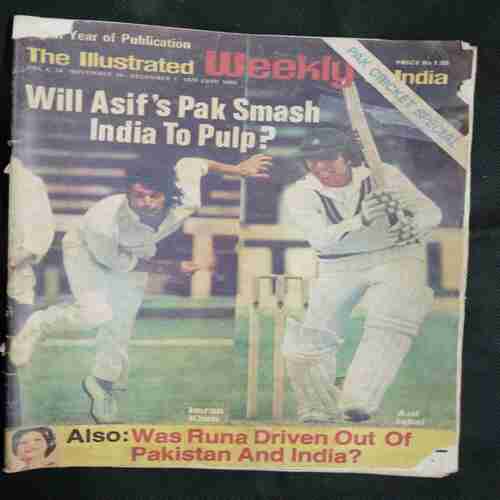 Year of Publication
The Illustrated Weekly India
PAK CRICKET SPECIAL
Will Asif's Pak Smash
India To Pulp?
Imran
Khan
Asif
Iqbal
Also: Was Runa Driven Out Of
Pakistan And India?